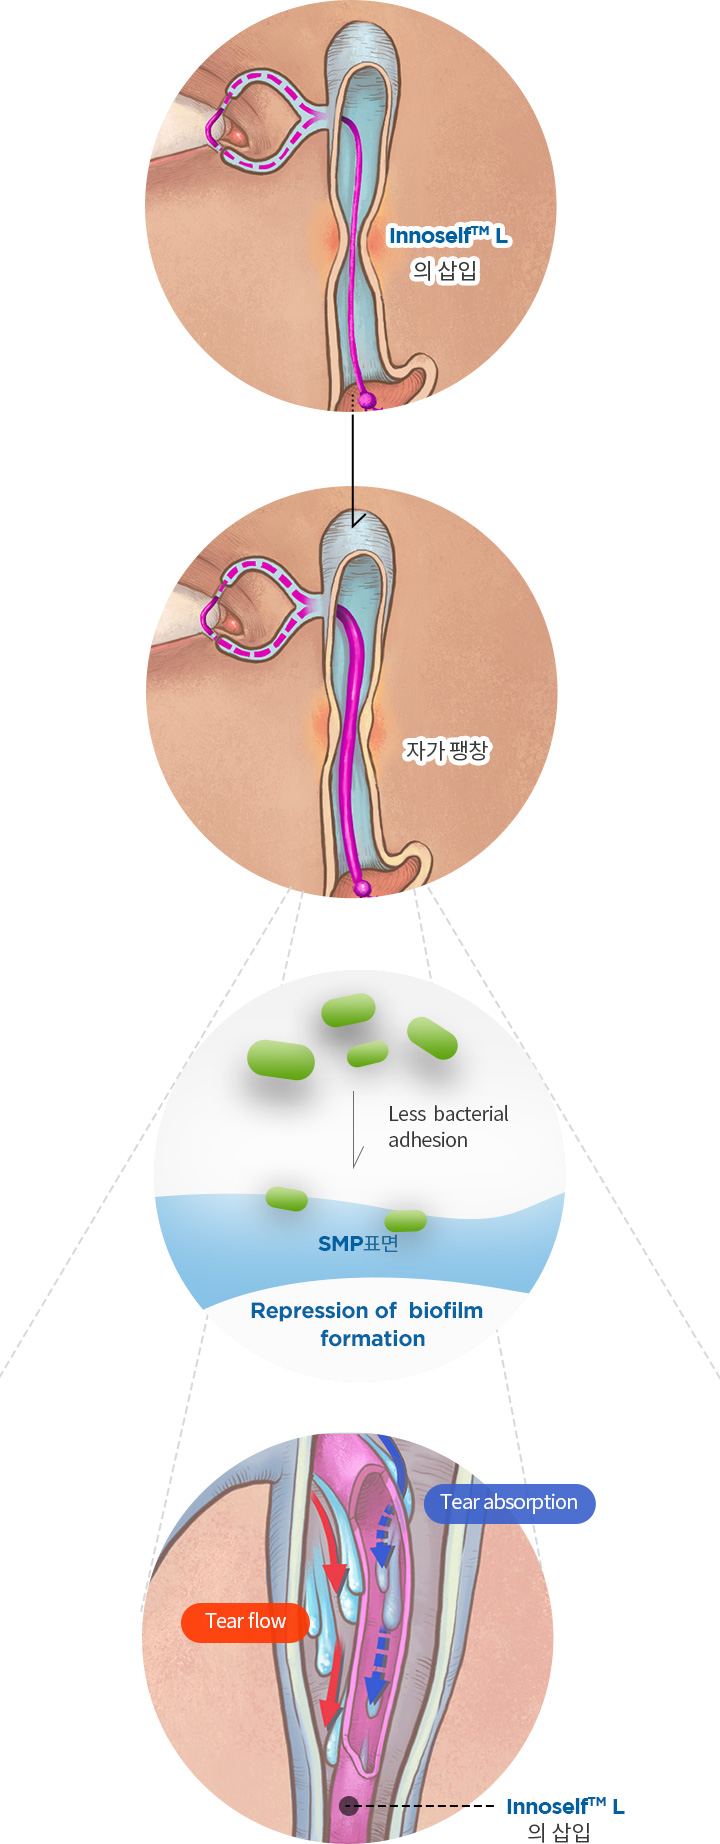 Innoself™ L
의 삽입
자가 팽창
Less bacterial
adhesion
SMP표면
Repression of biofilm
formation
Tear absorption
Tear flow
Innoself™ L
의 삽입